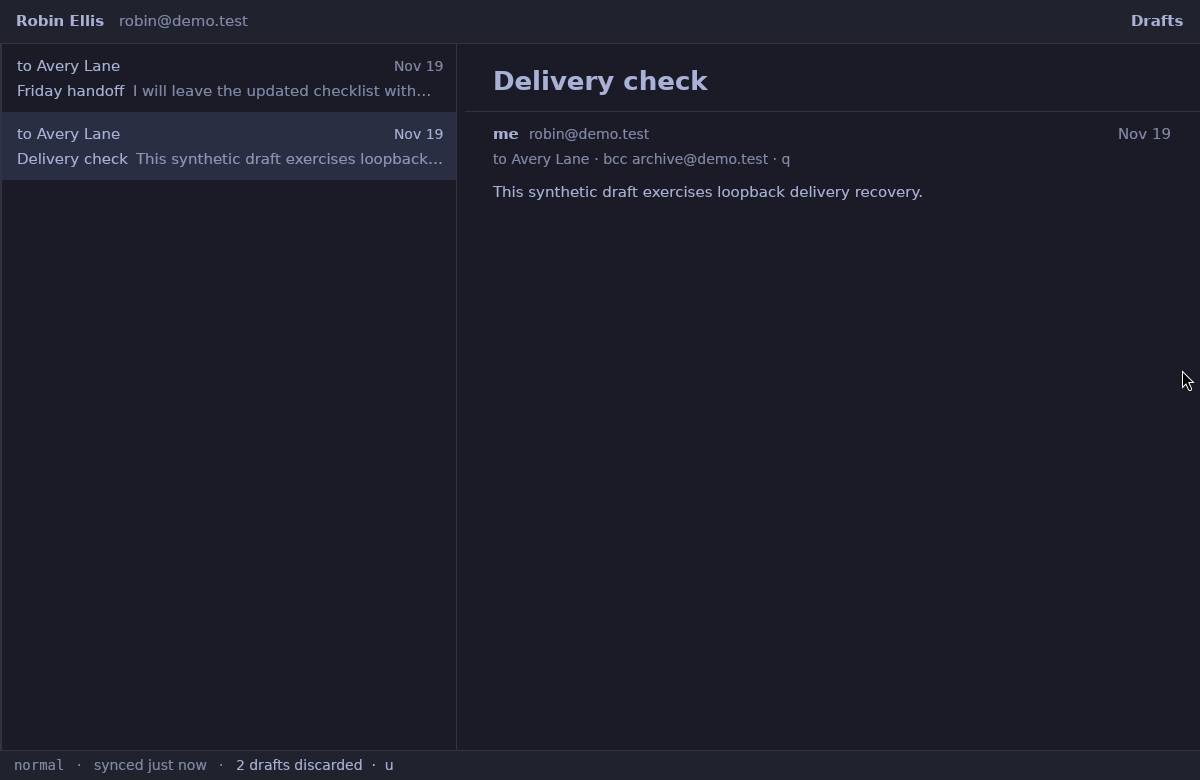 Robin Ellis robin@demo.test Drafts
to Avery Lane Nov 19
Friday handoff I will leave the updated checklist with…
to Avery Lane Nov 19
Delivery check This synthetic draft exercises loopback…
Delivery check
me robin@demo.test Nov 19
to Avery Lane · bcc archive@demo.test · q
This synthetic draft exercises loopback delivery recovery.
normal · synced just now · 2 drafts discarded · u